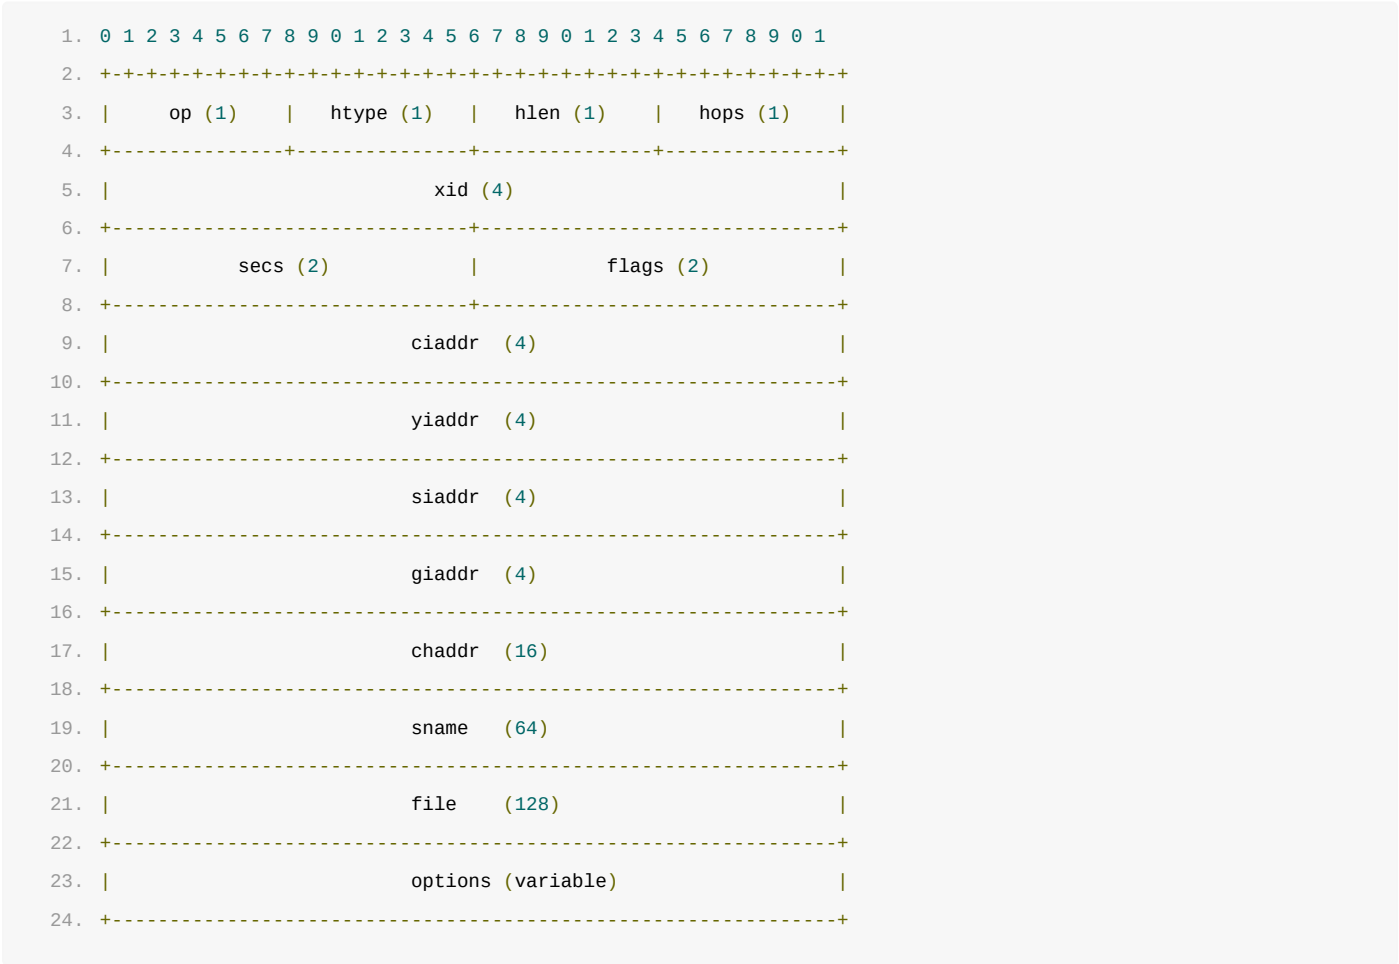 1. 0 1 2 3 4 5 6 7 8 9 0 1 2 3 4 5 6 7 8 9 0 1 2 3 4 5 6 7 8 9 0 1
2. +-+-+-+-+-+-+-+-+-+-+-+-+-+-+-+-+-+-+-+-+-+-+-+-+-+-+-+-+-+-+-+-+
3. |     op (1)    |   htype (1)   |   hlen (1)    |   hops (1)    |
4. +---------------+---------------+---------------+---------------+
5. |                            xid (4)                            |
6. +-------------------------------+-------------------------------+
7. |           secs (2)            |           flags (2)           |
8. +-------------------------------+-------------------------------+
9. |                          ciaddr  (4)                          |
10. +---------------------------------------------------------------+
11. |                          yiaddr  (4)                          |
12. +---------------------------------------------------------------+
13. |                          siaddr  (4)                          |
14. +---------------------------------------------------------------+
15. |                          giaddr  (4)                          |
16. +---------------------------------------------------------------+
17. |                          chaddr  (16)                         |
18. +---------------------------------------------------------------+
19. |                          sname   (64)                         |
20. +---------------------------------------------------------------+
21. |                          file    (128)                        |
22. +---------------------------------------------------------------+
23. |                          options (variable)                   |
24. +---------------------------------------------------------------+